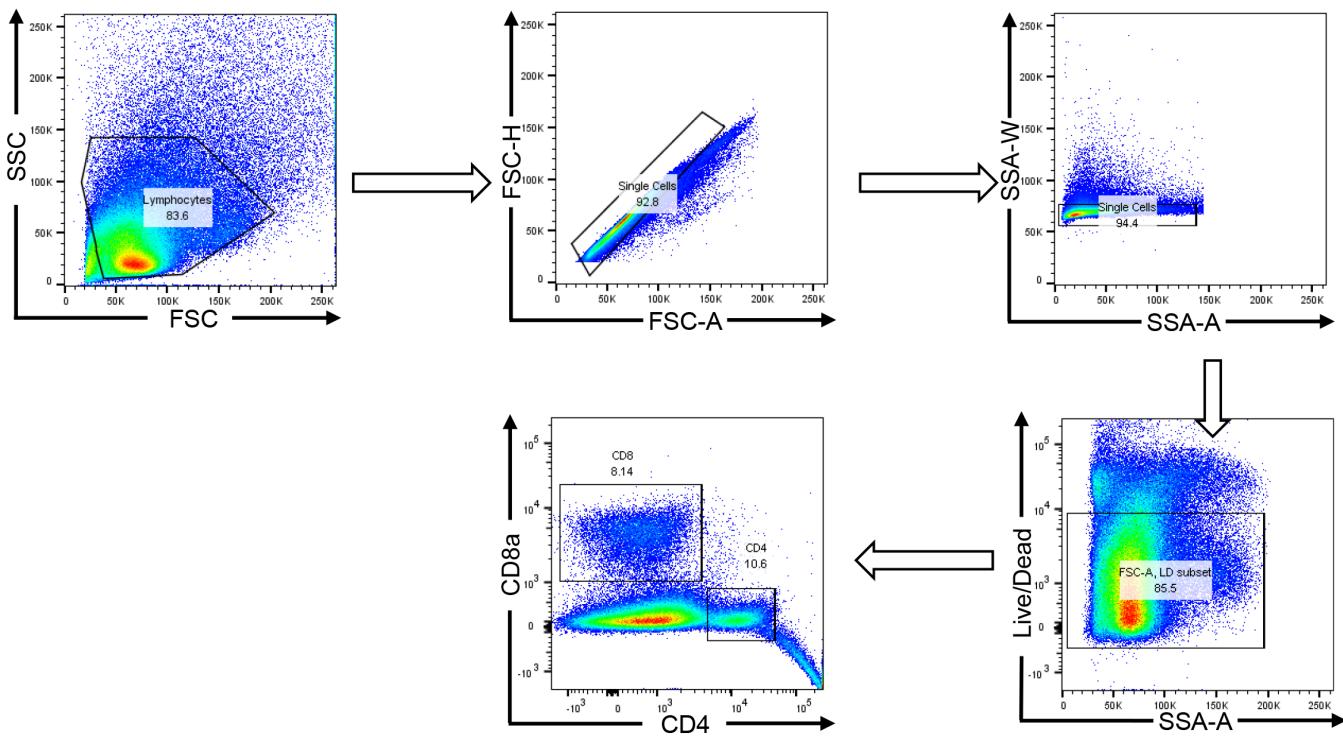 SSC
250K
200K
150K
100K
50K
0
Lymphocytes
83.6
0 50K 100K 150K 200K 250K
FSC
FSC-H
250K
200K
150K
100K
50K
0
Single Cells
92.8
0 50K 100K 150K 200K 250K
FSC-A
SSA-W
250K
200K
150K
100K
50K
0
Single Cells
94.4
0 50K 100K 150K 200K 250K
SSA-A
CD8a
10^5
10^4
10^3
0
-10^3
CD8
8.14
CD4
10.6
-10^3 0 10^3 10^4 10^5
CD4
Live/Dead
10^5
10^4
10^3
0
-10^3
FSC-A, LD subset
85.5
0 50K 100K 150K 200K 250K
SSA-A